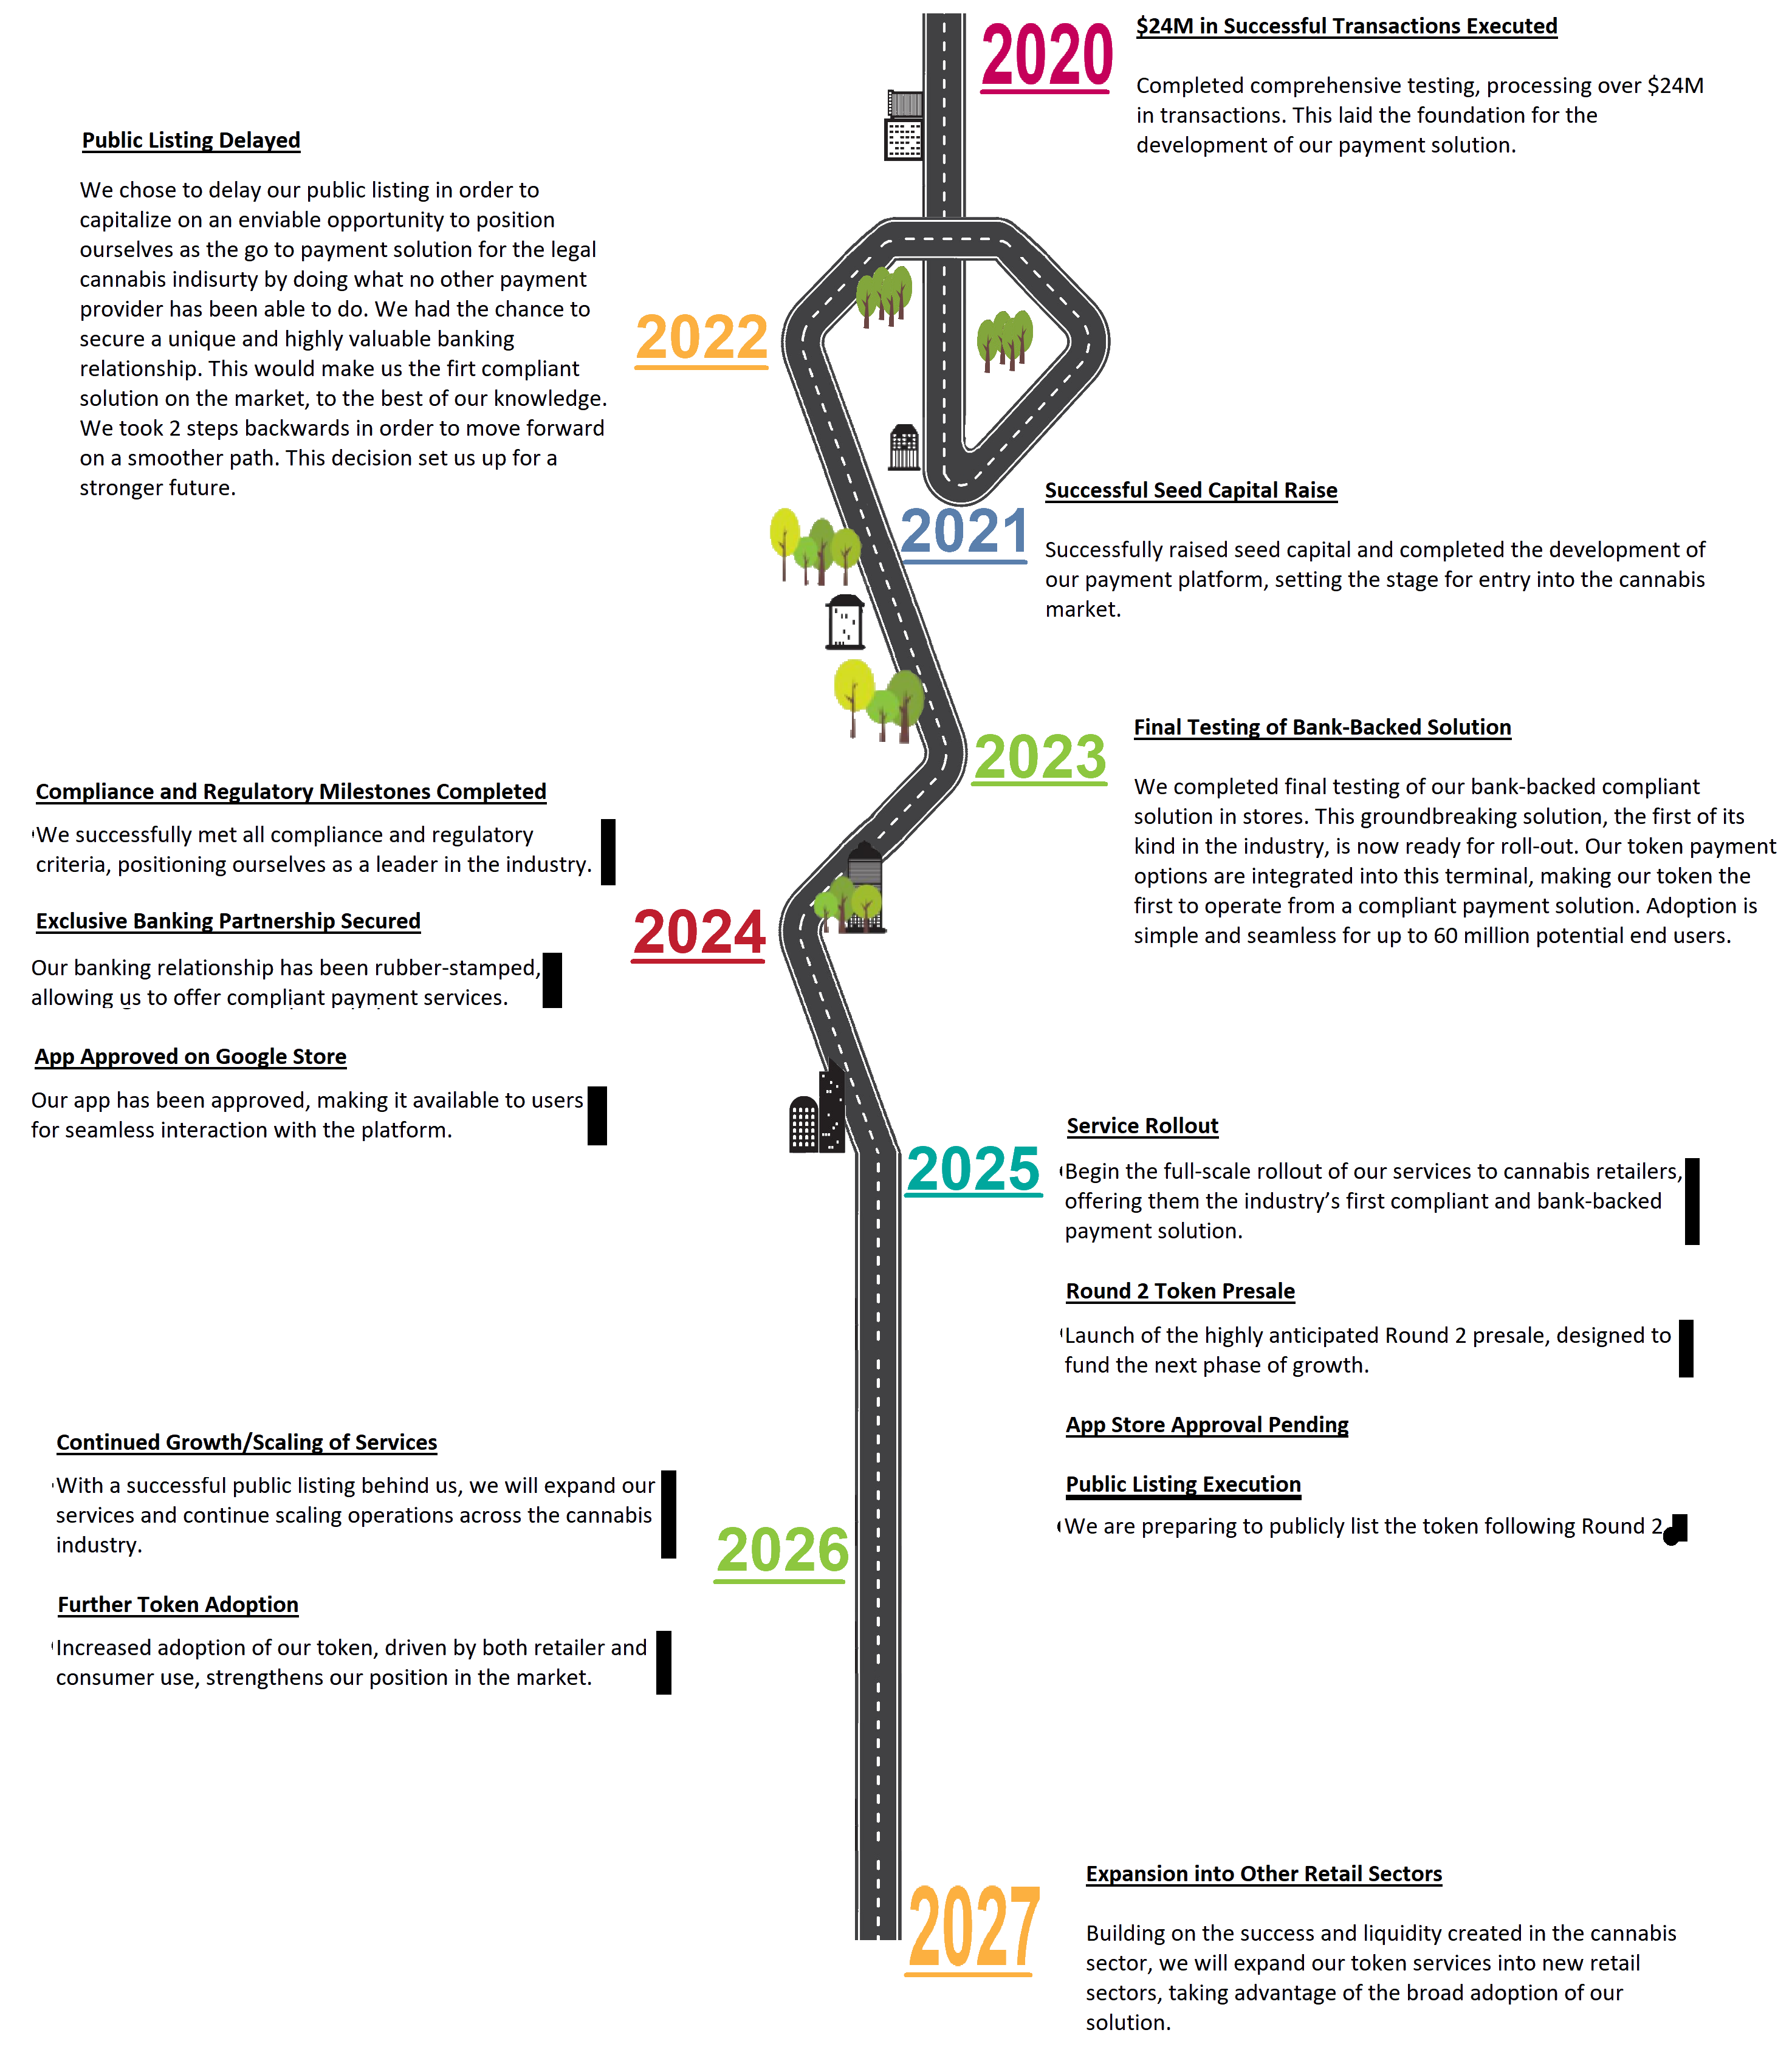 2020
$24M in Successful Transactions Executed
Completed comprehensive testing, processing over $24M
in transactions. This laid the foundation for the
development of our payment solution.
2021
Successful Seed Capital Raise
Successfully raised seed capital and completed the development of
our payment platform, setting the stage for entry into the cannabis
market.
Public Listing Delayed
We chose to delay our public listing in order to
capitalize on an enviable opportunity to position
ourselves as the go to payment solution for the legal
cannabis indisurty by doing what no other payment
provider has been able to do. We had the chance to
secure a unique and highly valuable banking
relationship. This would make us the firt compliant
solution on the market, to the best of our knowledge.
We took 2 steps backwards in order to move forward
on a smoother path. This decision set us up for a
stronger future.
2022
2023
Final Testing of Bank-Backed Solution
We completed final testing of our bank-backed compliant
solution in stores. This groundbreaking solution, the first of its
kind in the industry, is now ready for roll-out. Our token payment
options are integrated into this terminal, making our token the
first to operate from a compliant payment solution. Adoption is
simple and seamless for up to 60 million potential end users.
Compliance and Regulatory Milestones Completed
We successfully met all compliance and regulatory
criteria, positioning ourselves as a leader in the industry.
Exclusive Banking Partnership Secured
Our banking relationship has been rubber-stamped,
allowing us to offer compliant payment services.
App Approved on Google Store
Our app has been approved, making it available to users
for seamless interaction with the platform.
2024
2025
Service Rollout
Begin the full-scale rollout of our services to cannabis retailers,
offering them the industry’s first compliant and bank-backed
payment solution.
Round 2 Token Presale
Launch of the highly anticipated Round 2 presale, designed to
fund the next phase of growth.
App Store Approval Pending
Public Listing Execution
We are preparing to publicly list the token following Round 2
Continued Growth/Scaling of Services
With a successful public listing behind us, we will expand our
services and continue scaling operations across the cannabis
industry.
Further Token Adoption
Increased adoption of our token, driven by both retailer and
consumer use, strengthens our position in the market.
2026
2027
Expansion into Other Retail Sectors
Building on the success and liquidity created in the cannabis
sector, we will expand our token services into new retail
sectors, taking advantage of the broad adoption of our
solution.